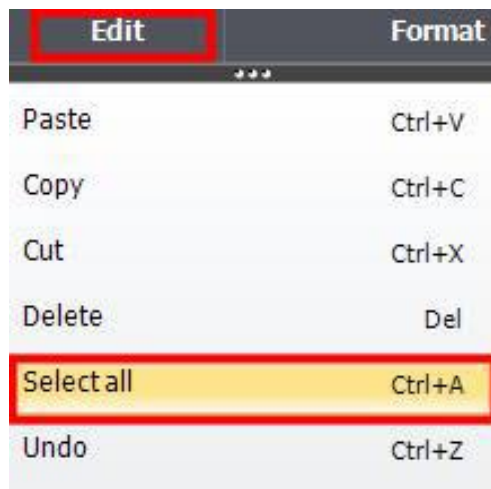 Edit Format
Paste Ctrl+V
Copy Ctrl+C
Cut Ctrl+X
Delete Del
Select all Ctrl+A
Undo Ctrl+Z